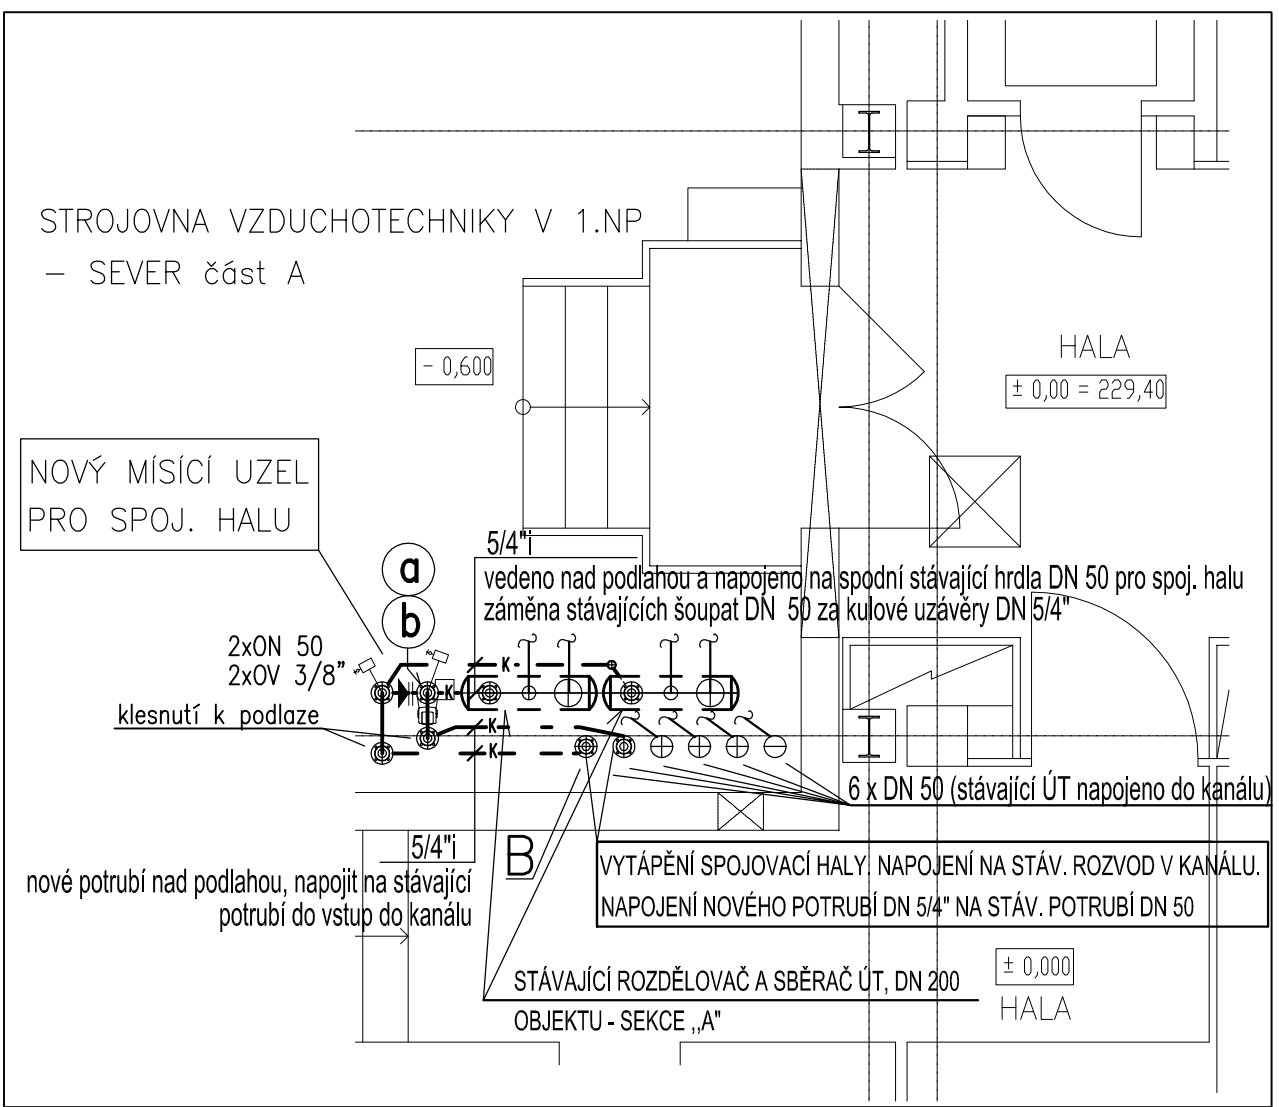 STROJOVNA VZDUCHOTECHNIKY V 1.NP
– SEVER část A
HALA
± 0,00 = 229,40
- 0,600
NOVÝ MÍSÍCÍ UZEL
PRO SPOJ. HALU
5/4"i
vedeno nad podlahou a napojeno na spodní stávající hrdla DN 50 pro spoj. halu
záměna stávajících šoupat DN 50 za kulové uzávěry DN 5/4"
a
b
2xON 50
2xOV 3/8"
klesnutí k podlaze
K
K
K
K
6 x DN 50 (stávající ÚT napojeno do kanálu)
5/4"i
nové potrubí nad podlahou, napojit na stávající
potrubí do vstup do kanálu
B
VYTÁPĚNÍ SPOJOVACÍ HALY. NAPOJENÍ NA STÁV. ROZVOD V KANÁLU.
NAPOJENÍ NOVÉHO POTRUBÍ DN 5/4" NA STÁV. POTRUBÍ DN 50
STÁVAJÍCÍ ROZDĚLOVAČ A SBĚRAČ ÚT, DN 200
OBJEKTU - SEKCE ,,A"
± 0,000
HALA